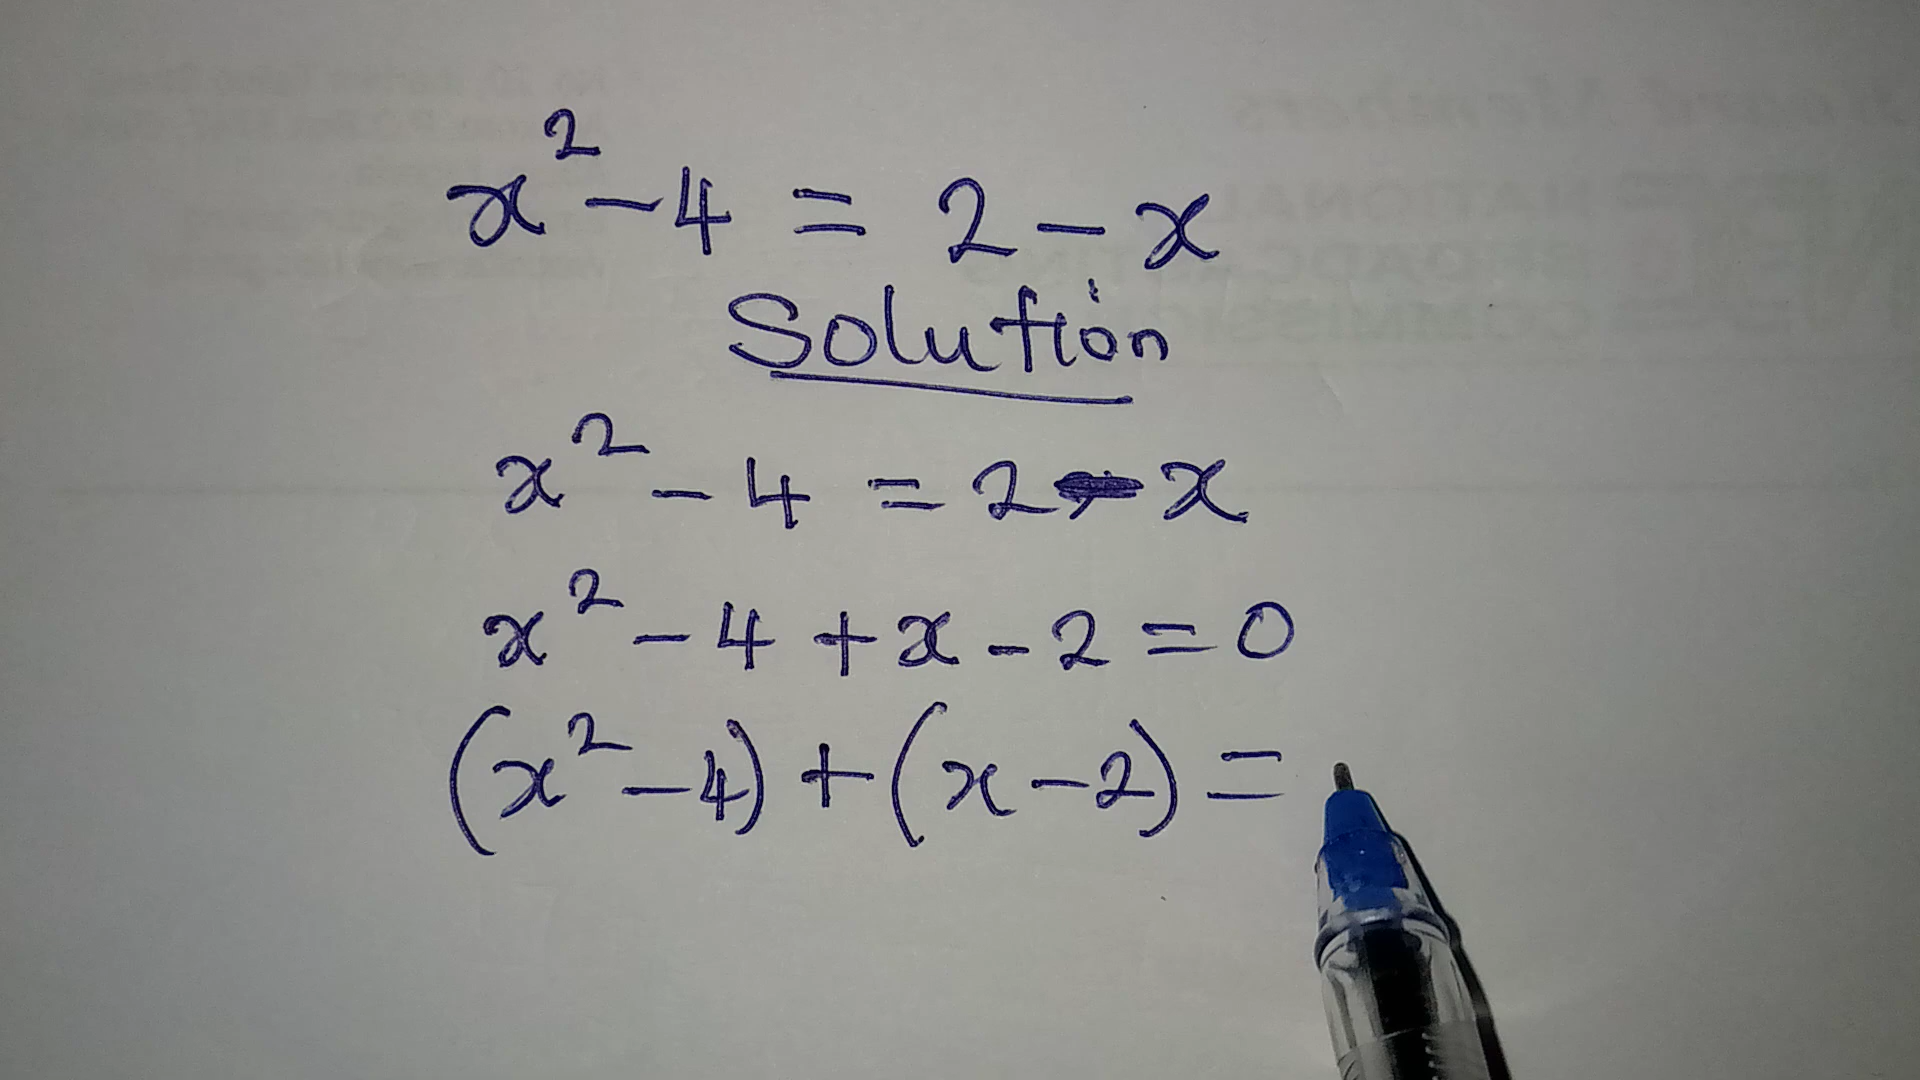 x² - 4 = 2 - x
Solution
x² - 4 = 2 - x
x² - 4 + x - 2 = 0
(x² - 4) + (x - 2) =